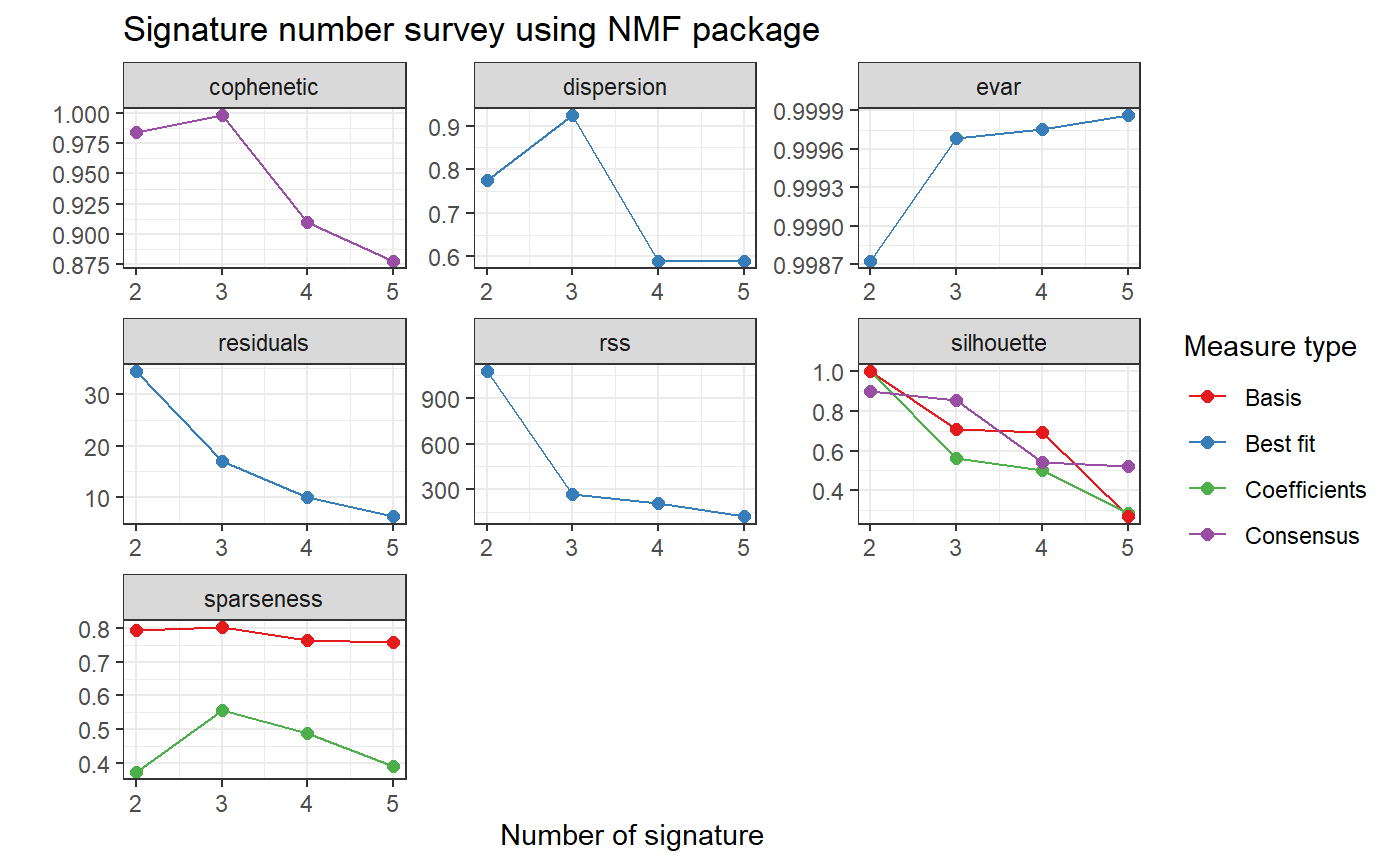 Signature number survey using NMF package
cophenetic
1.000
0.975
0.950
0.925
0.900
0.875
2 3 4 5
dispersion
0.9
0.8
0.7
0.6
2 3 4 5
evar
0.9999
0.9996
0.9993
0.9990
0.9987
2 3 4 5
residuals
30
20
10
2 3 4 5
rss
900
600
300
2 3 4 5
silhouette
1.0
0.8
0.6
0.4
2 3 4 5
sparseness
0.8
0.7
0.6
0.5
0.4
2 3 4 5
Number of signature
Measure type
Basis
Best fit
Coefficients
Consensus